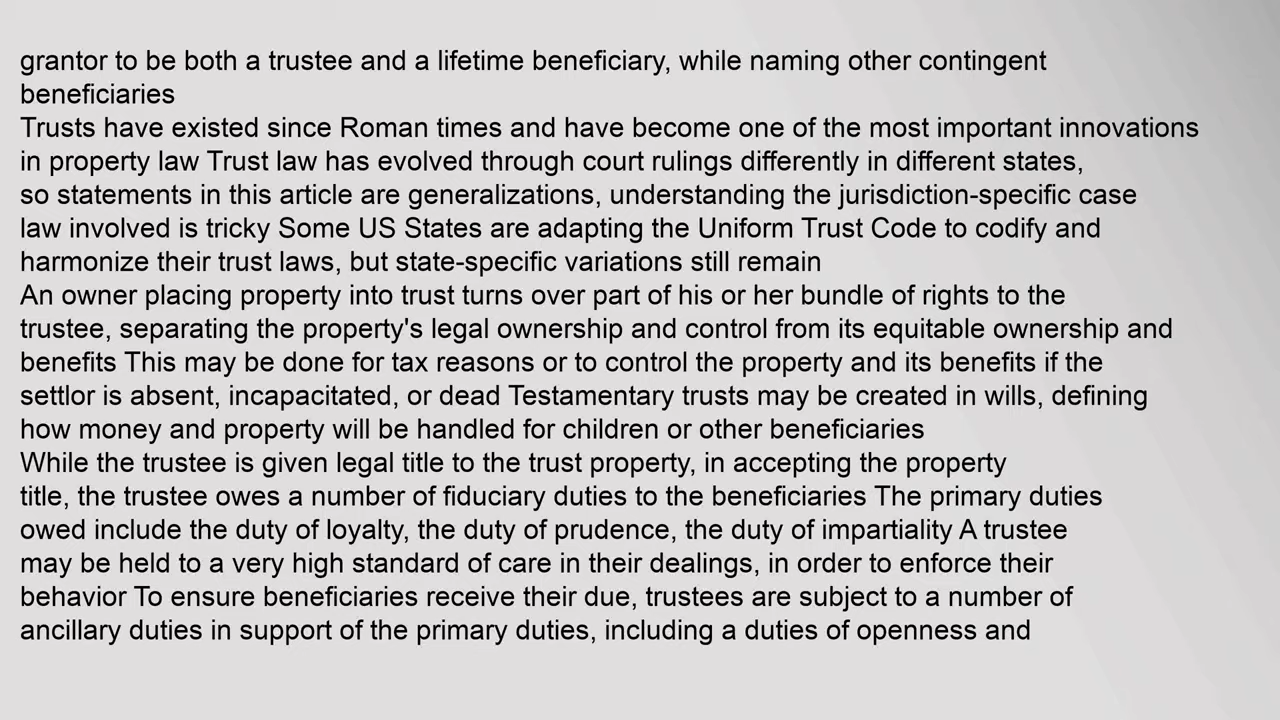 grantor to be both a trustee and a lifetime beneficiary, while naming other contingent
beneficiaries
Trusts have existed since Roman times and have become one of the most important innovations
in property law Trust law has evolved through court rulings differently in different states,
so statements in this article are generalizations, understanding the jurisdiction-specific case
law involved is tricky Some US States are adapting the Uniform Trust Code to codify and
harmonize their trust laws, but state-specific variations still remain
An owner placing property into trust turns over part of his or her bundle of rights to the
trustee, separating the property's legal ownership and control from its equitable ownership and
benefits This may be done for tax reasons or to control the property and its benefits if the
settlor is absent, incapacitated, or dead Testamentary trusts may be created in wills, defining
how money and property will be handled for children or other beneficiaries
While the trustee is given legal title to the trust property, in accepting the property
title, the trustee owes a number of fiduciary duties to the beneficiaries The primary duties
owed include the duty of loyalty, the duty of prudence, the duty of impartiality A trustee
may be held to a very high standard of care in their dealings, in order to enforce their
behavior To ensure beneficiaries receive their due, trustees are subject to a number of
ancillary duties in support of the primary duties, including a duties of openness and